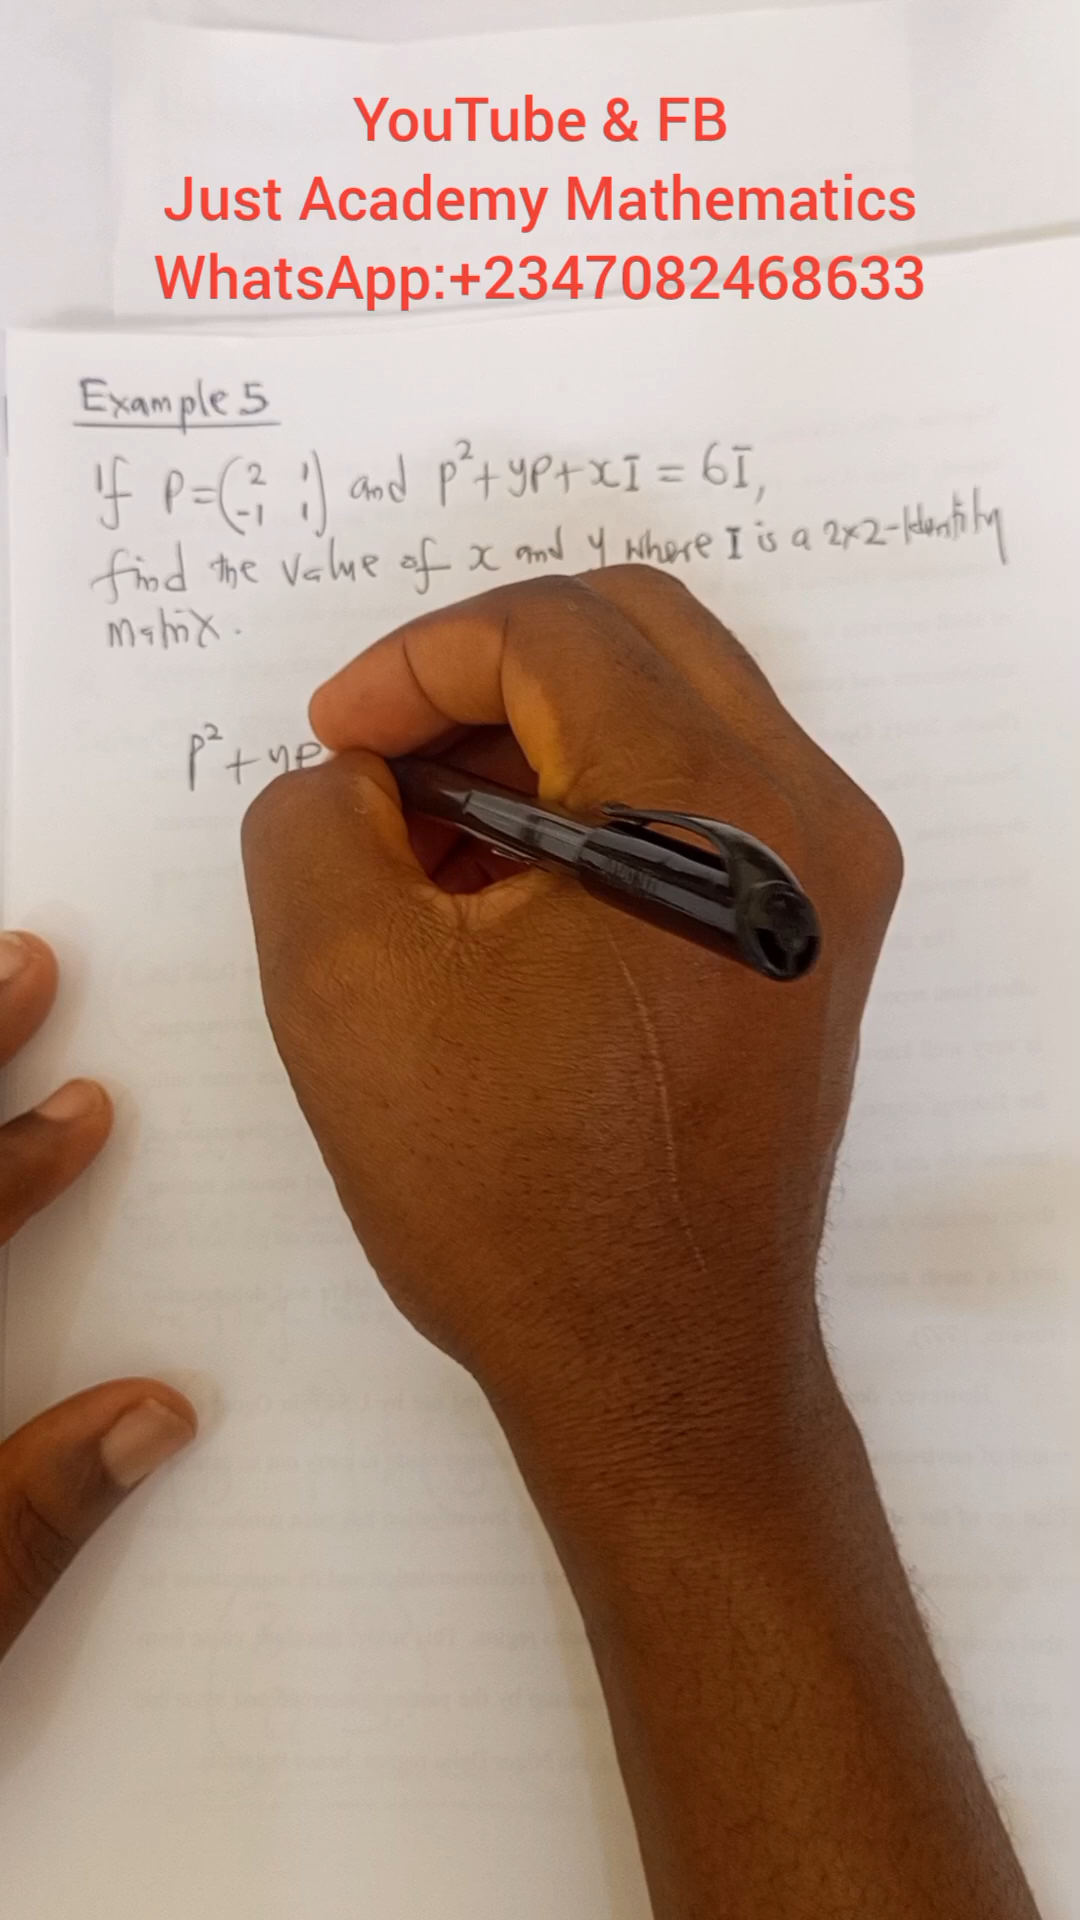 YouTube & FB
Just Academy Mathematics
WhatsApp:+2347082468633
Example 5
If P=(2 1
-1 1) and P²+yP+xI = 6I,
find the value of x and y where I is a 2x2-Identity
matrix.
P²+yP